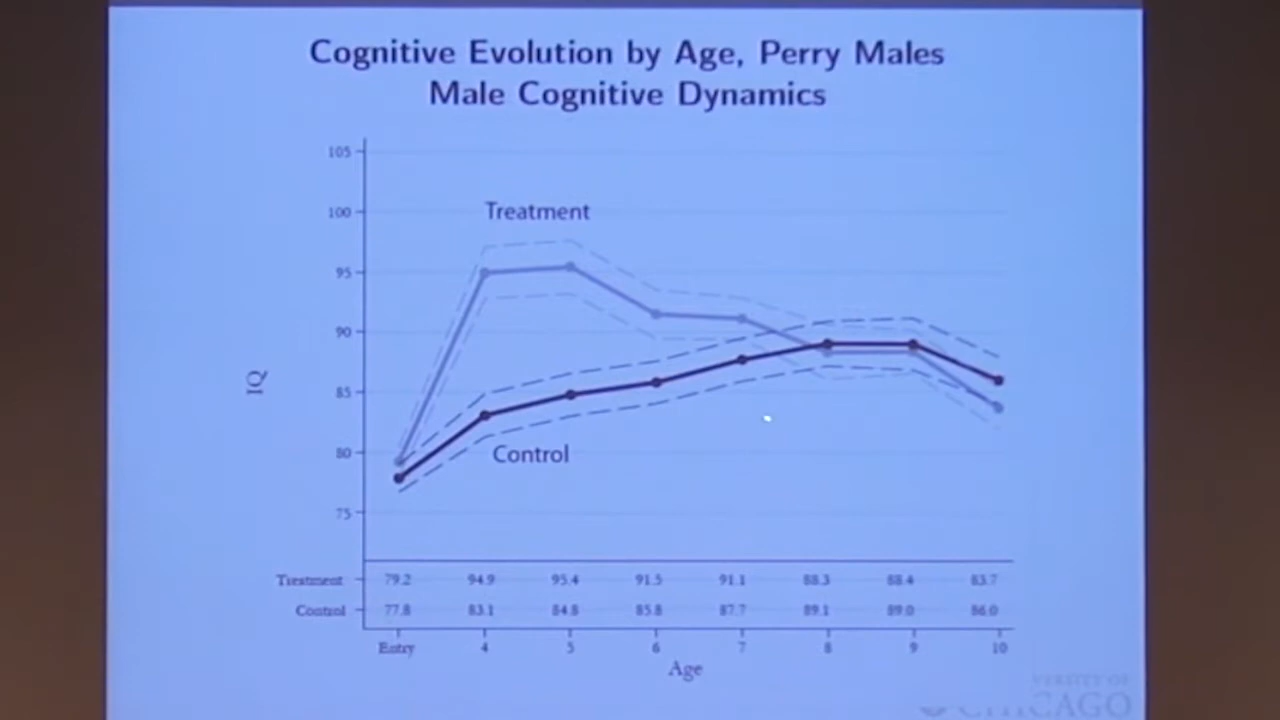 Cognitive Evolution by Age, Perry Males
Male Cognitive Dynamics
105
100
95
90
85
80
75
IQ
Treatment
Control
Treatment 79.2 94.9 95.4 91.5 91.1 88.3 88.4 83.7
Control 77.8 83.1 84.8 85.8 87.7 89.1 89.0 86.0
Entry 4 5 6 7 8 9 10
Age
VERSITY OF
CHICAGO